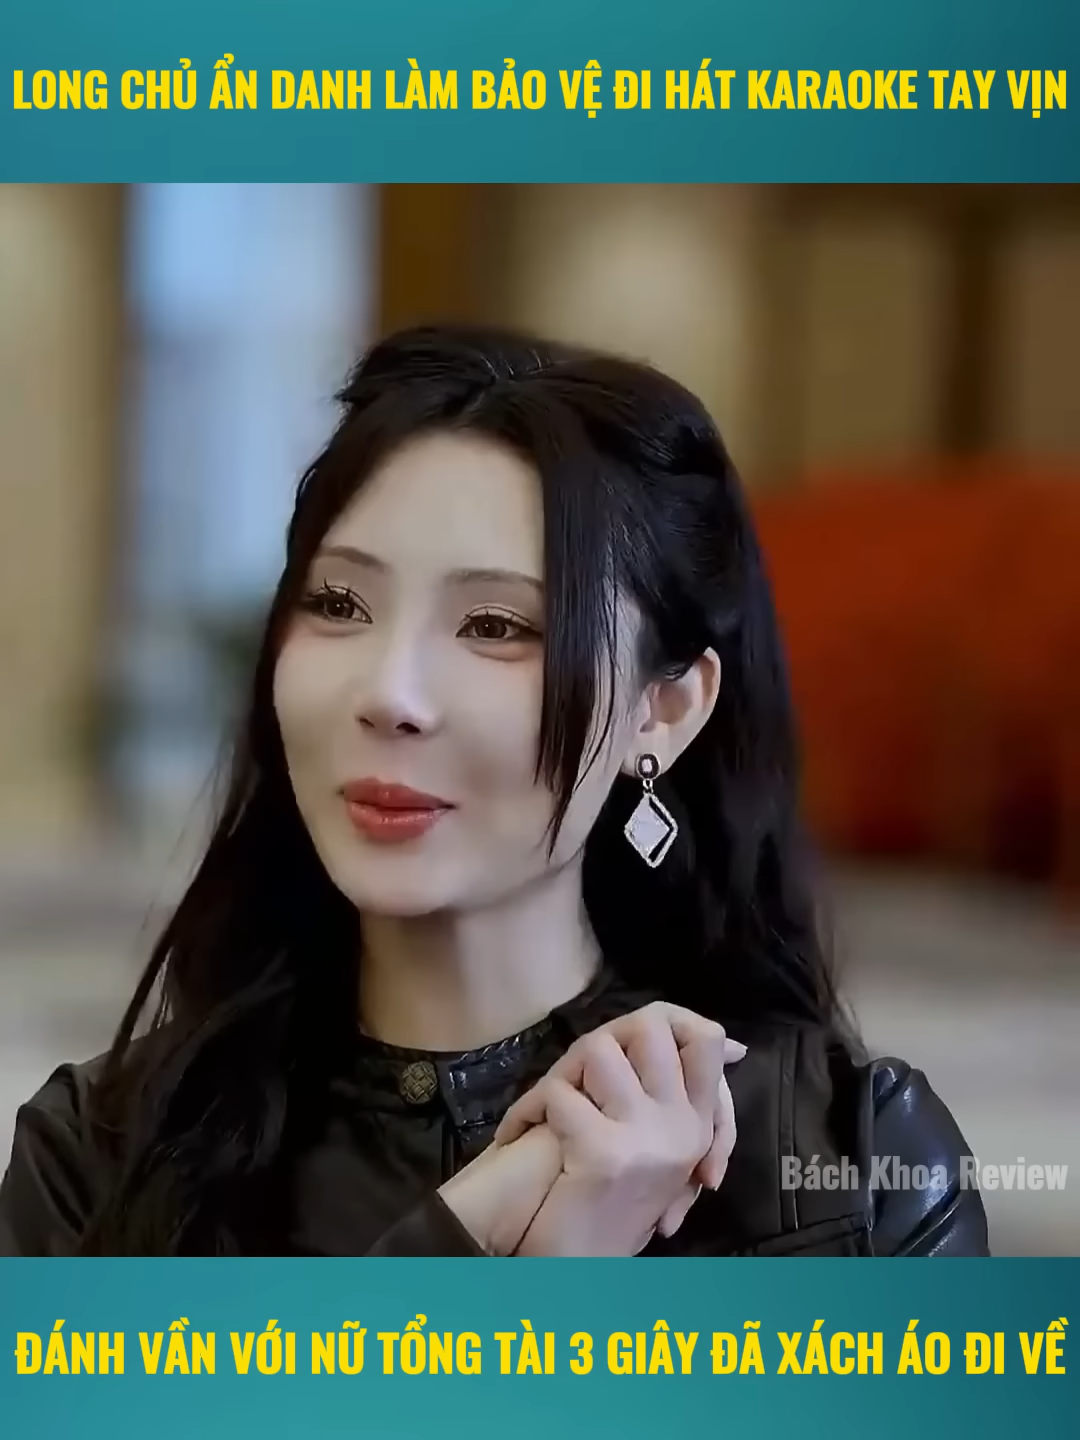 LONG CHỦ ẨN DANH LÀM BẢO VỆ ĐI HÁT KARAOKE TAY VỊN
Bách Khoa Review
ĐÁNH VẦN VỚI NỮ TỔNG TÀI 3 GIÂY ĐÃ XÁCH ÁO ĐI VỀ